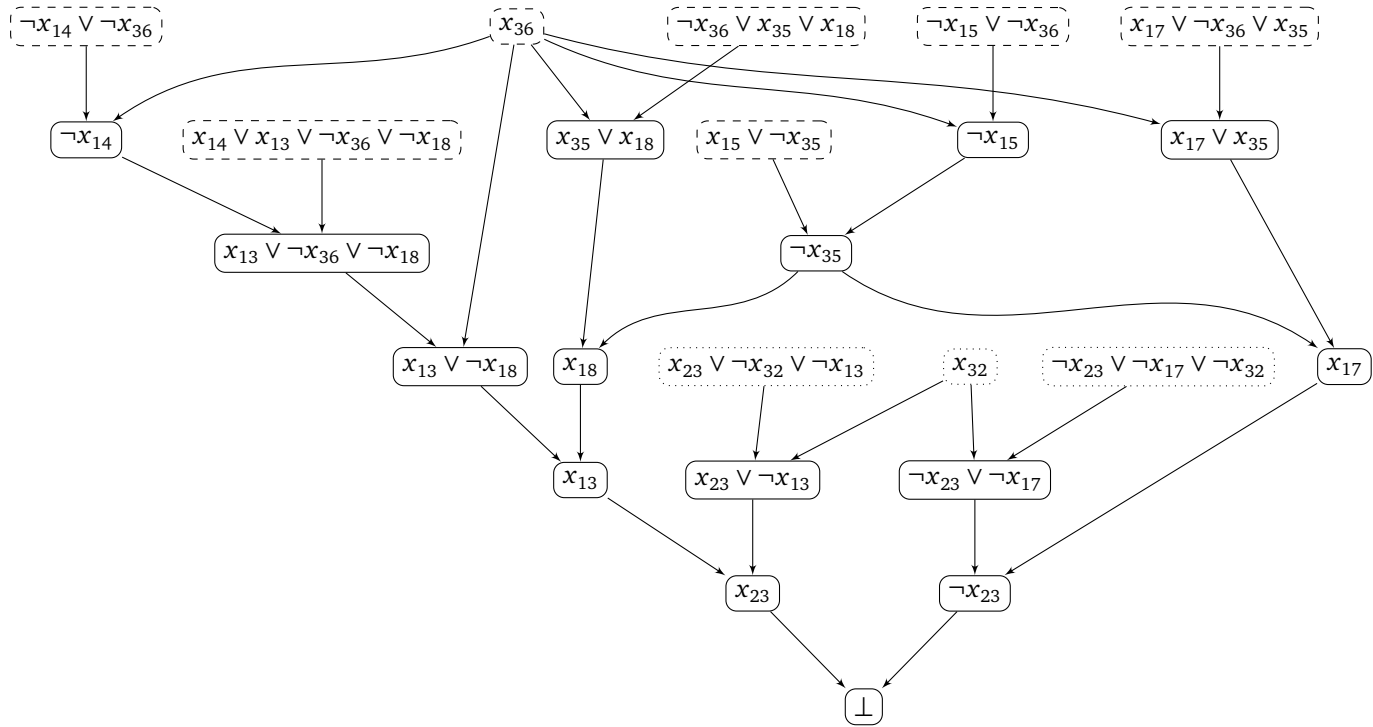 ¬x₁₄ ∨ ¬x₃₆
x₃₆
¬x₃₆ ∨ x₃₅ ∨ x₁₈
¬x₁₅ ∨ ¬x₃₆
x₁₇ ∨ ¬x₃₆ ∨ x₃₅
¬x₁₄
x₁₄ ∨ x₁₃ ∨ ¬x₃₆ ∨ ¬x₁₈
x₃₅ ∨ x₁₈
x₁₅ ∨ ¬x₃₅
¬x₁₅
x₁₇ ∨ x₃₅
x₁₃ ∨ ¬x₃₆ ∨ ¬x₁₈
¬x₃₅
x₁₃ ∨ ¬x₁₈
x₁₈
x₂₃ ∨ ¬x₃₂ ∨ ¬x₁₃
x₃₂
¬x₂₃ ∨ ¬x₁₇ ∨ ¬x₃₂
x₁₇
x₁₃
x₂₃ ∨ ¬x₁₃
¬x₂₃ ∨ ¬x₁₇
x₂₃
¬x₂�3
⊥